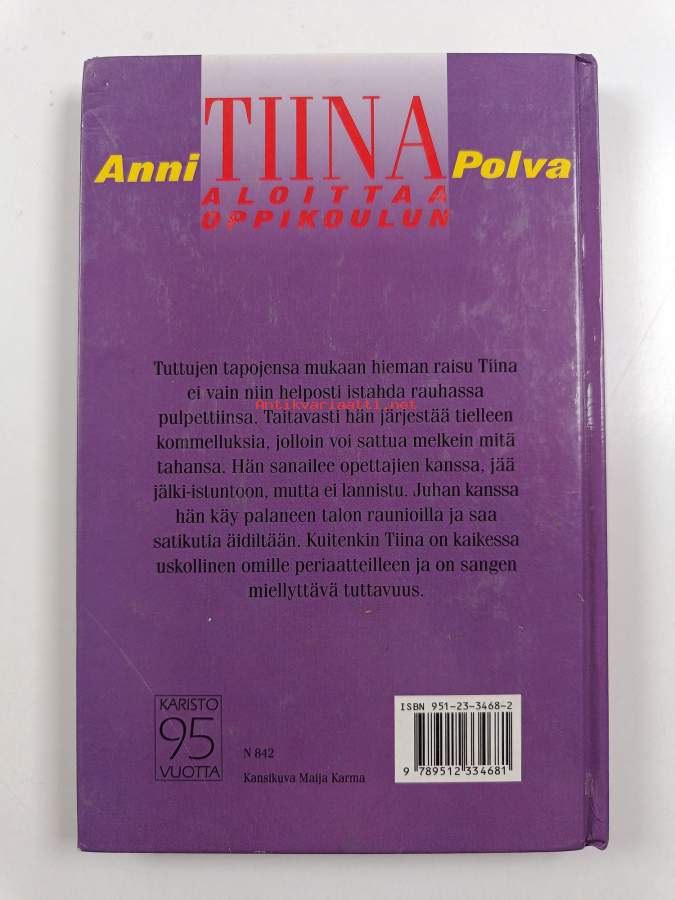 Anni TIINA Polva
ALOITTAA
OPPIKOULUN
Tuttujen tapojensa mukaan hieman raisu Tiina
ei vain niin helposti istahda rauhassa
Antikvariaatti.net
pulpettiinsa. Taitavasti hän järjestää tielleen
kommelluksia, jolloin voi sattua melkein mitä
tahansa. Hän sanailee opettajien kanssa, jää
jälki-istuntoon, mutta ei lannistu. Juhan kanssa
hän käy palaneen talon raunioilla ja saa
satikutia äidiltään. Kuitenkin Tiina on kaikessa
uskollinen omille periaatteilleen ja on sangen
miellyttävä tuttavuus.
KARISTO
95
VUOTTA
N 842
Kansikuva Maija Karma
ISBN 951-23-3468-2
9 789512 334681